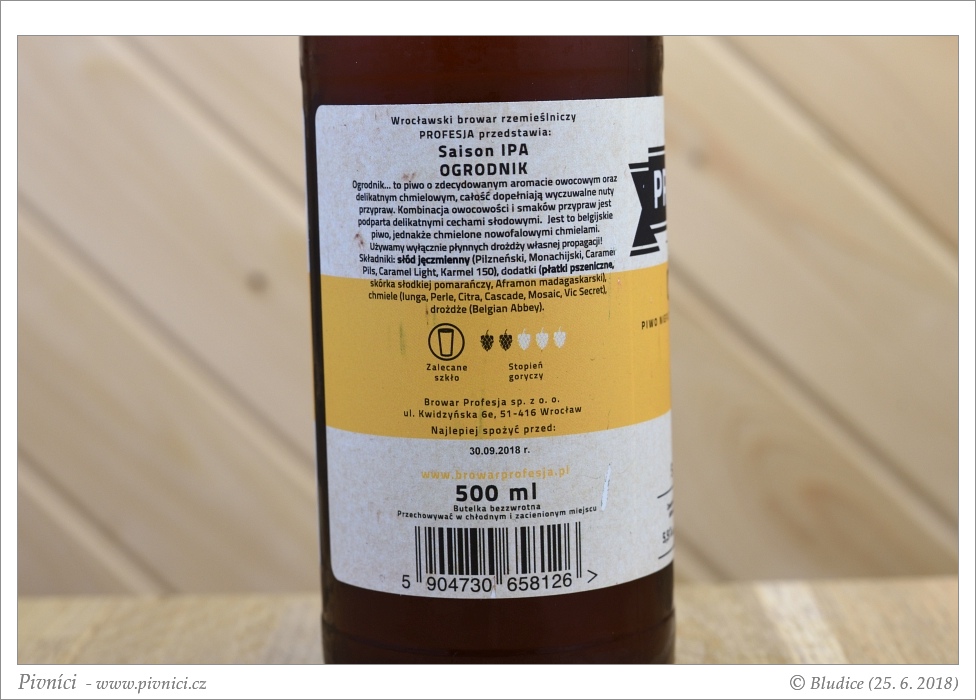 Wrocławski browar rzemieślniczy
PROFESJA przedstawia:
Saison IPA
OGRODNIK
Ogrodnik... to piwo o zdecydowanym aromacie owocowym oraz
delikatnym chmielowym, całość dopełniają wyczuwalne nuty
przypraw. Kombinacja owocowości i smaków przypraw jest
podparta delikatnymi cechami słodowymi. Jest to belgijskie
piwo, jednakże chmielone nowofalowymi chmielami.
Używamy wyłącznie płynnych drożdży własnej propagacji!
Składniki: słód jęczmienny (Pilzneński, Monachijski, Caramel
Pils, Caramel Light, Karmel 150), dodatki (płatki pszeniczne,
skórka słodkiej pomarańczy, Aframon madagaskarski),
chmiele (Iunga, Perle, Citra, Cascade, Mosaic, Vic Secret),
drożdże (Belgian Abbey).
Zalecane
szkło
Stopień
goryczy
Browar Profesja sp. z o. o.
ul. Kwidzyńska 6e, 51-416 Wrocław
Najlepiej spożyć przed:
30.09.2018 r.
www.browarprofesja.pl
500 ml
Butelka bezzwrotna
Przechowywać w chłodnym i zacienionym miejscu
5 904730 658126 >
PIWO
Pivníci - www.pivnici.cz
© Bludice (25. 6. 2018)